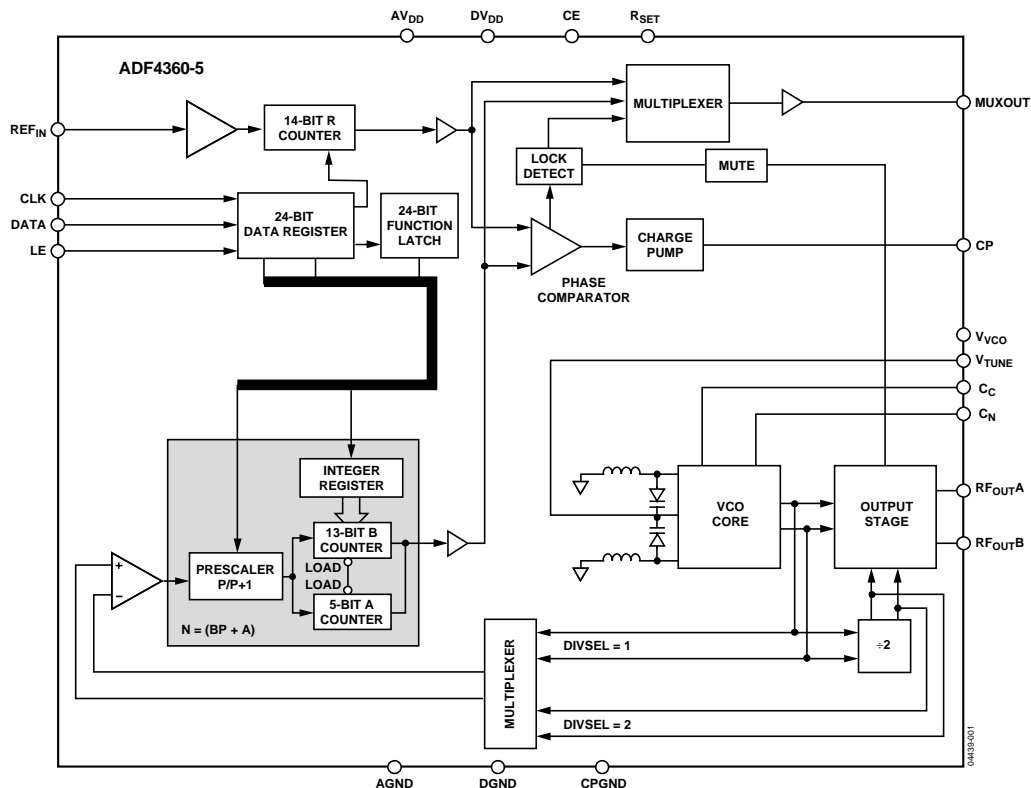 AVDD
DVDD
CE
RSET
ADF4360-5
REFIN
14-BIT R
COUNTER
MULTIPLEXER
MUXOUT
LOCK
DETECT
MUTE
CLK
DATA
LE
24-BIT
DATA REGISTER
24-BIT
FUNCTION
LATCH
CHARGE
PUMP
CP
PHASE
COMPARATOR
VVCO
VTUNE
CC
CN
INTEGER
REGISTER
13-BIT B
COUNTER
LOAD
LOAD
5-BIT A
COUNTER
PRESCALER
P/P+1
+
−
N = (BP + A)
VCO
CORE
OUTPUT
STAGE
RFOUTA
RFOUTB
MULTIPLEXER
DIVSEL = 1
DIVSEL = 2
÷2
04439-001
AGND
DGND
CPGND